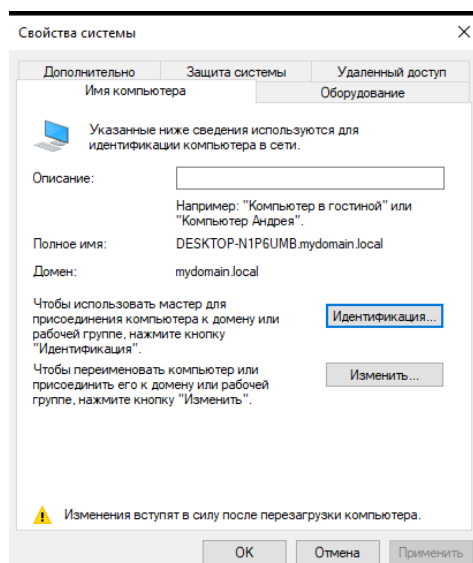 Свойства системы
Дополнительно
Защита системы
Удаленный доступ
Имя компьютера
Оборудование
Указанные ниже сведения используются для
идентификации компьютера в сети.
Описание:
Например: "Компьютер в гостиной" или
"Компьютер Андрея".
Полное имя:
DESKTOP-N1P6UMB.mydomain.local
Домен:
mydomain.local
Чтобы использовать мастер для
присоединения компьютера к домену или
рабочей группе, нажмите кнопку
"Идентификация".
Идентификация...
Чтобы переименовать компьютер или
присоединить его к домену или рабочей
группе, нажмите кнопку "Изменить".
Изменить...
Изменения вступят в силу после перезагрузки компьютера.
ОК
Отмена
Применить